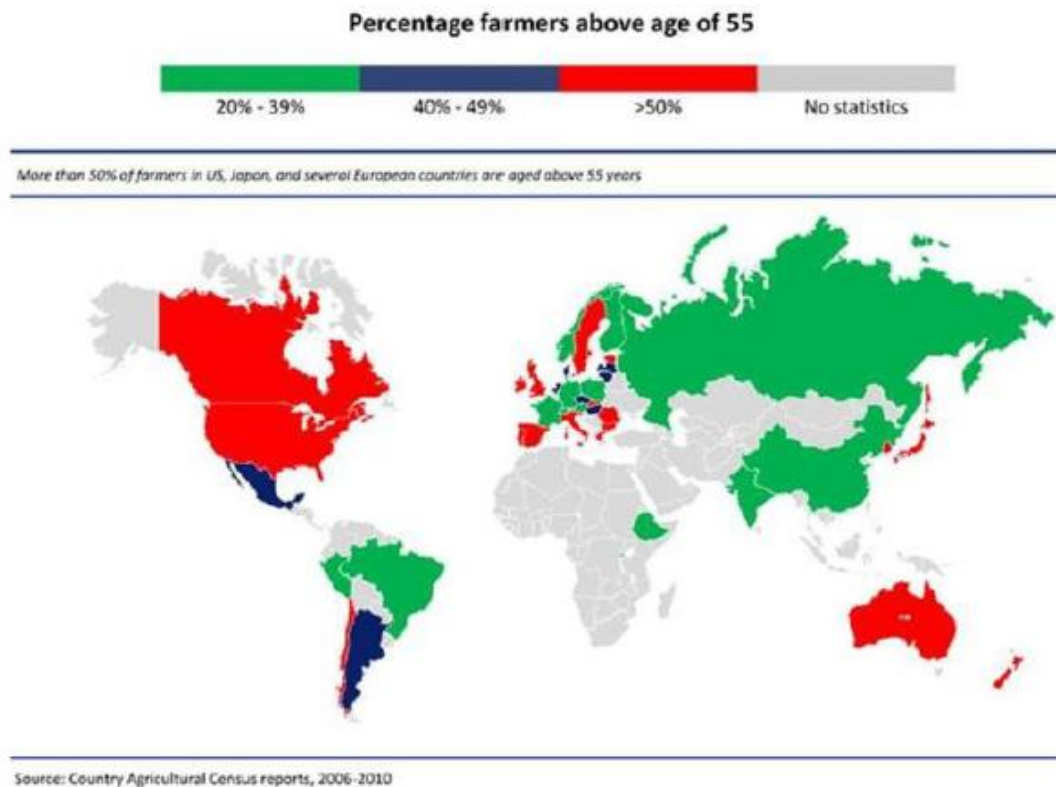 Percentage farmers above age of 55
20% - 39% 40% - 49% >50% No statistics
More than 50% of farmers in US, Japan, and several European countries are aged above 55 years
Source: Country Agricultural Census reports, 2006-2010